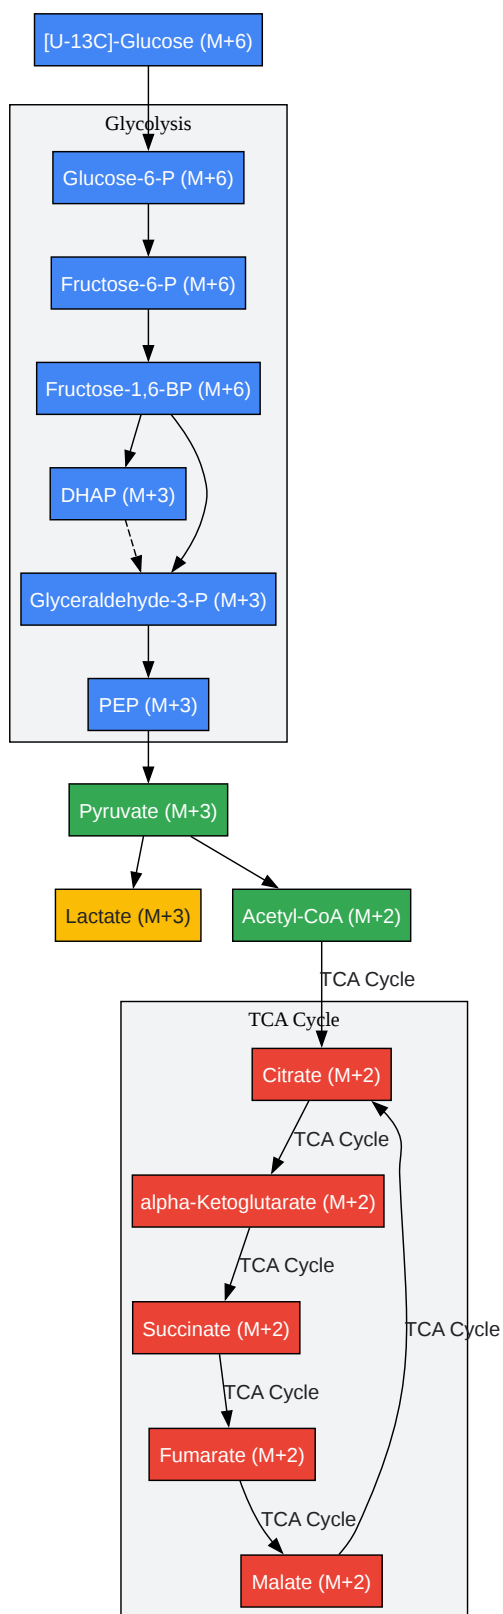 [U-13C]-Glucose (M+6)
Glycolysis
Glucose-6-P (M+6)
Fructose-6-P (M+6)
Fructose-1,6-BP (M+6)
DHAP (M+3)
Glyceraldehyde-3-P (M+3)
PEP (M+3)
Pyruvate (M+3)
Lactate (M+3)
Acetyl-CoA (M+2)
TCA Cycle
TCA Cycle
Citrate (M+2)
TCA Cycle
alpha-Ketoglutarate (M+2)
TCA Cycle
Succinate (M+2)
TCA Cycle
TCA Cycle
Fumarate (M+2)
TCA Cycle
Malate (M+2)